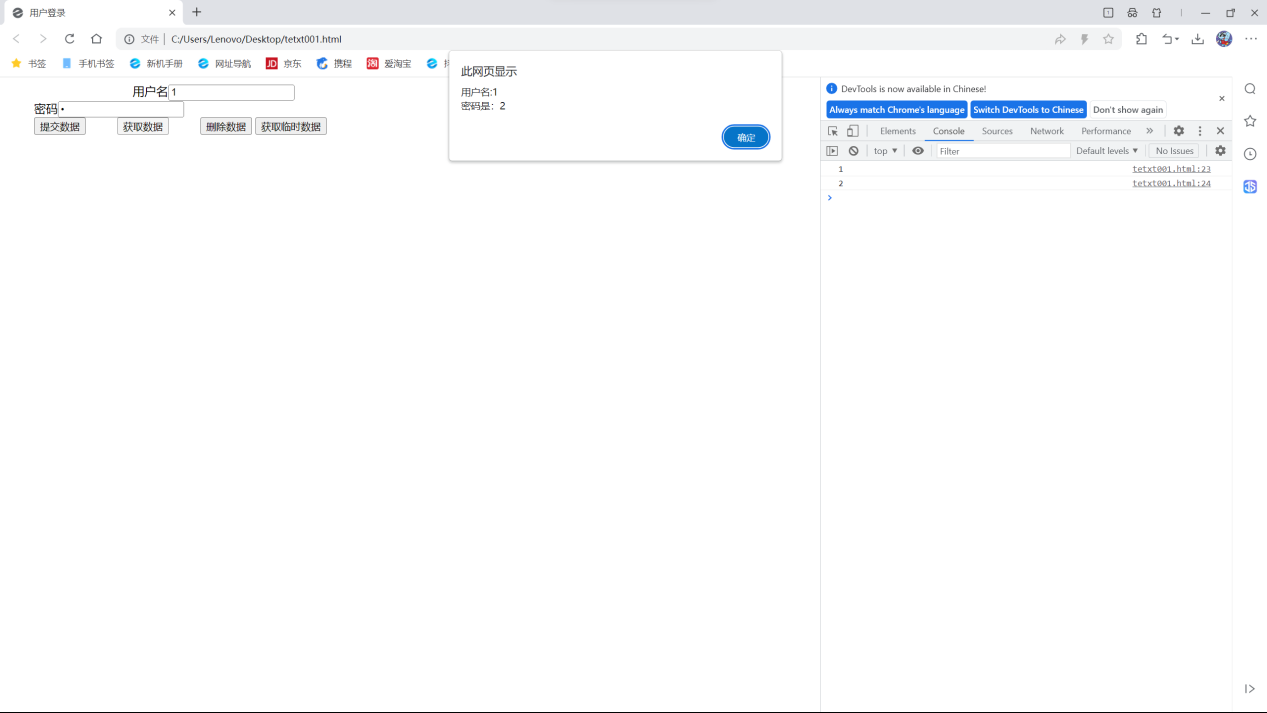 用户登录
文件 C:/Users/Lenovo/Desktop/tetxt001.html
书签 手机书签 新机手册 网址导航 JD 京东 携程 淘 爱淘宝
此网页显示
用户名:1
密码是：2
确定
用户名 1
密码 •
提交数据 获取数据 删除数据 获取临时数据
DevTools is now available in Chinese!
Always match Chrome's language Switch DevTools to Chinese Don't show again
Elements Console Sources Network Performance
top Filter Default levels No Issues
1 tetxt001.html:23
2 tetxt001.html:24